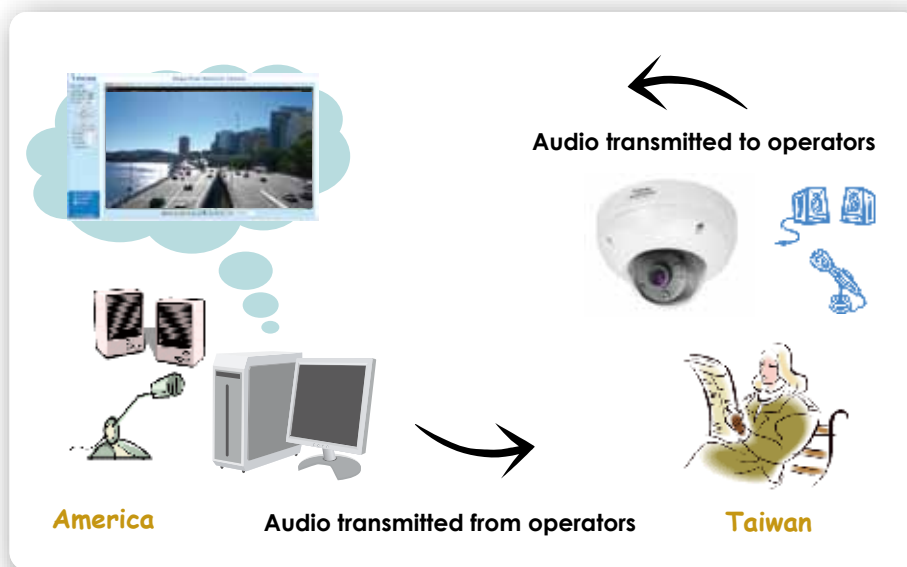 Audio transmitted to operators
America
Audio transmitted from operators
Taiwan